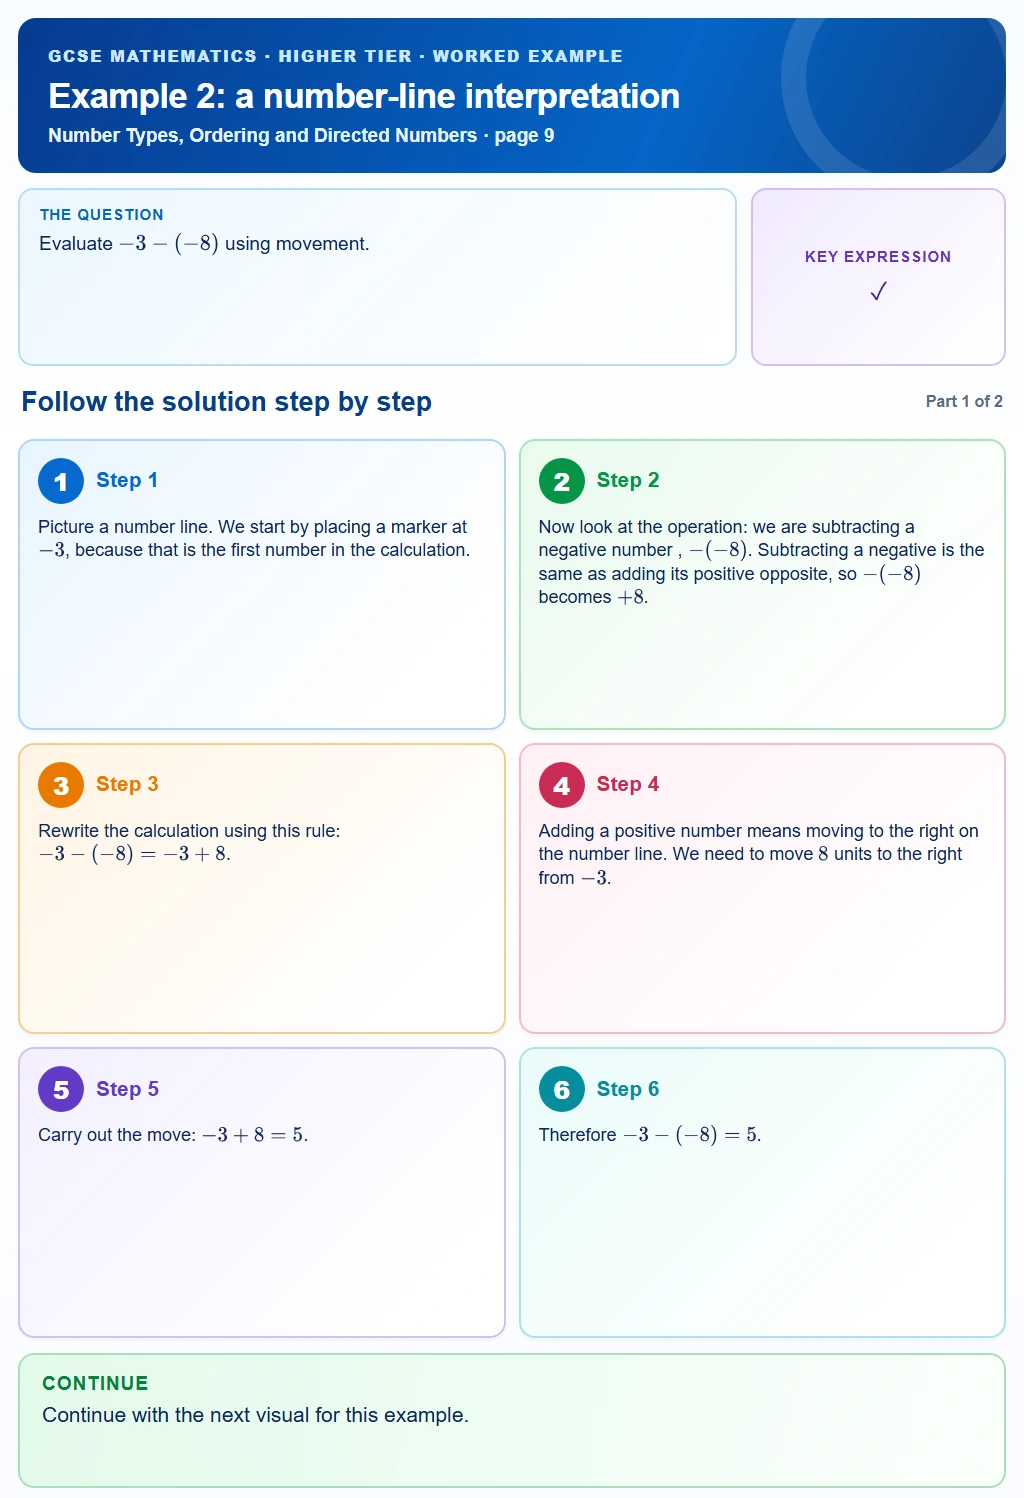 GCSE MATHEMATICS · HIGHER TIER · WORKED EXAMPLE
Example 2: a number-line interpretation
Number Types, Ordering and Directed Numbers · page 9
THE QUESTION
Evaluate −3 − (−8) using movement.
KEY EXPRESSION
✓
Follow the solution step by step
Part 1 of 2
1 Step 1
Picture a number line. We start by placing a marker at
−3, because that is the first number in the calculation.
2 Step 2
Now look at the operation: we are subtracting a
negative number , −(−8). Subtracting a negative is the
same as adding its positive opposite, so −(−8)
becomes +8.
3 Step 3
Rewrite the calculation using this rule:
−3 − (−8) = −3 + 8.
4 Step 4
Adding a positive number means moving to the right on
the number line. We need to move 8 units to the right
from −3.
5 Step 5
Carry out the move: −3 + 8 = 5.
6 Step 6
Therefore −3 − (−8) = 5.
CONTINUE
Continue with the next visual for this example.